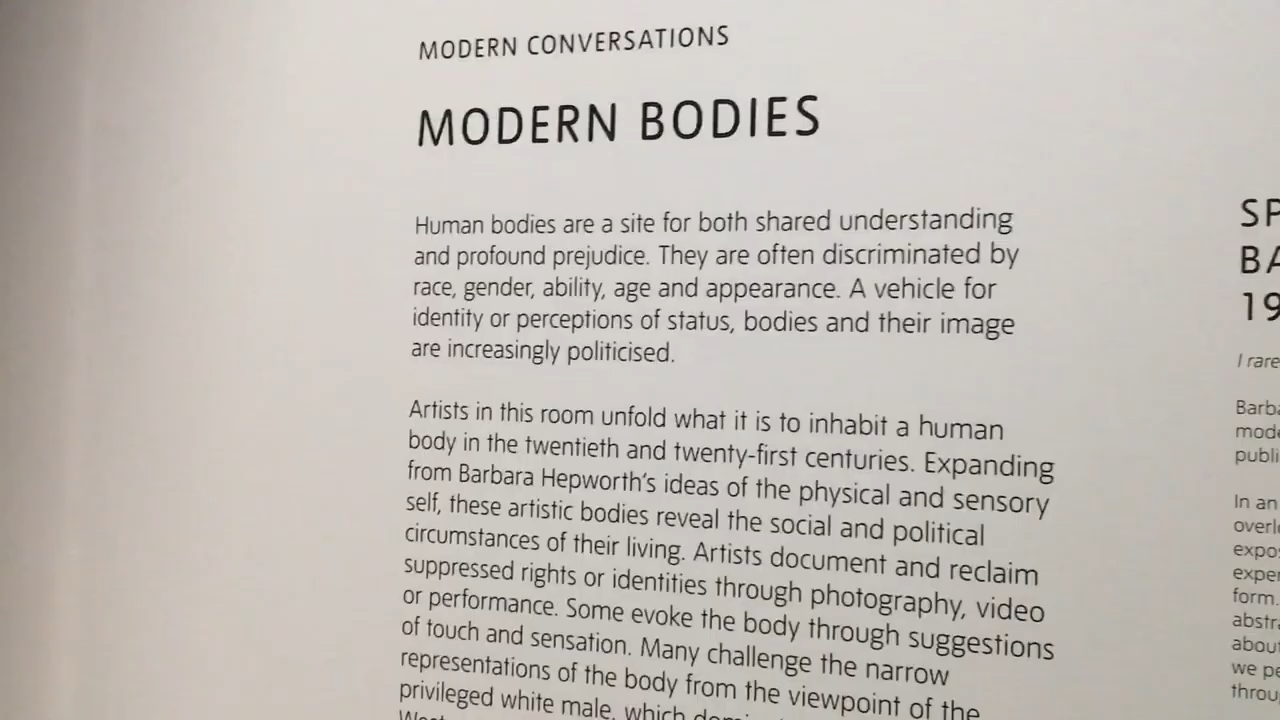 MODERN CONVERSATIONS
MODERN BODIES
Human bodies are a site for both shared understanding
and profound prejudice. They are often discriminated by
race, gender, ability, age and appearance. A vehicle for
identity or perceptions of status, bodies and their image
are increasingly politicised.
Artists in this room unfold what it is to inhabit a human
body in the twentieth and twenty-first centuries. Expanding
from Barbara Hepworth's ideas of the physical and sensory
self, these artistic bodies reveal the social and political
circumstances of their living. Artists document and reclaim
suppressed rights or identities through photography, video
or performance. Some evoke the body through suggestions
of touch and sensation. Many challenge the narrow
representations of the body from the viewpoint of the
privileged white male, which
SP
BA
19
I rare
Barba
mode
publi
In an
overl
expos
exper
form.
abstra
about
we pe
throu